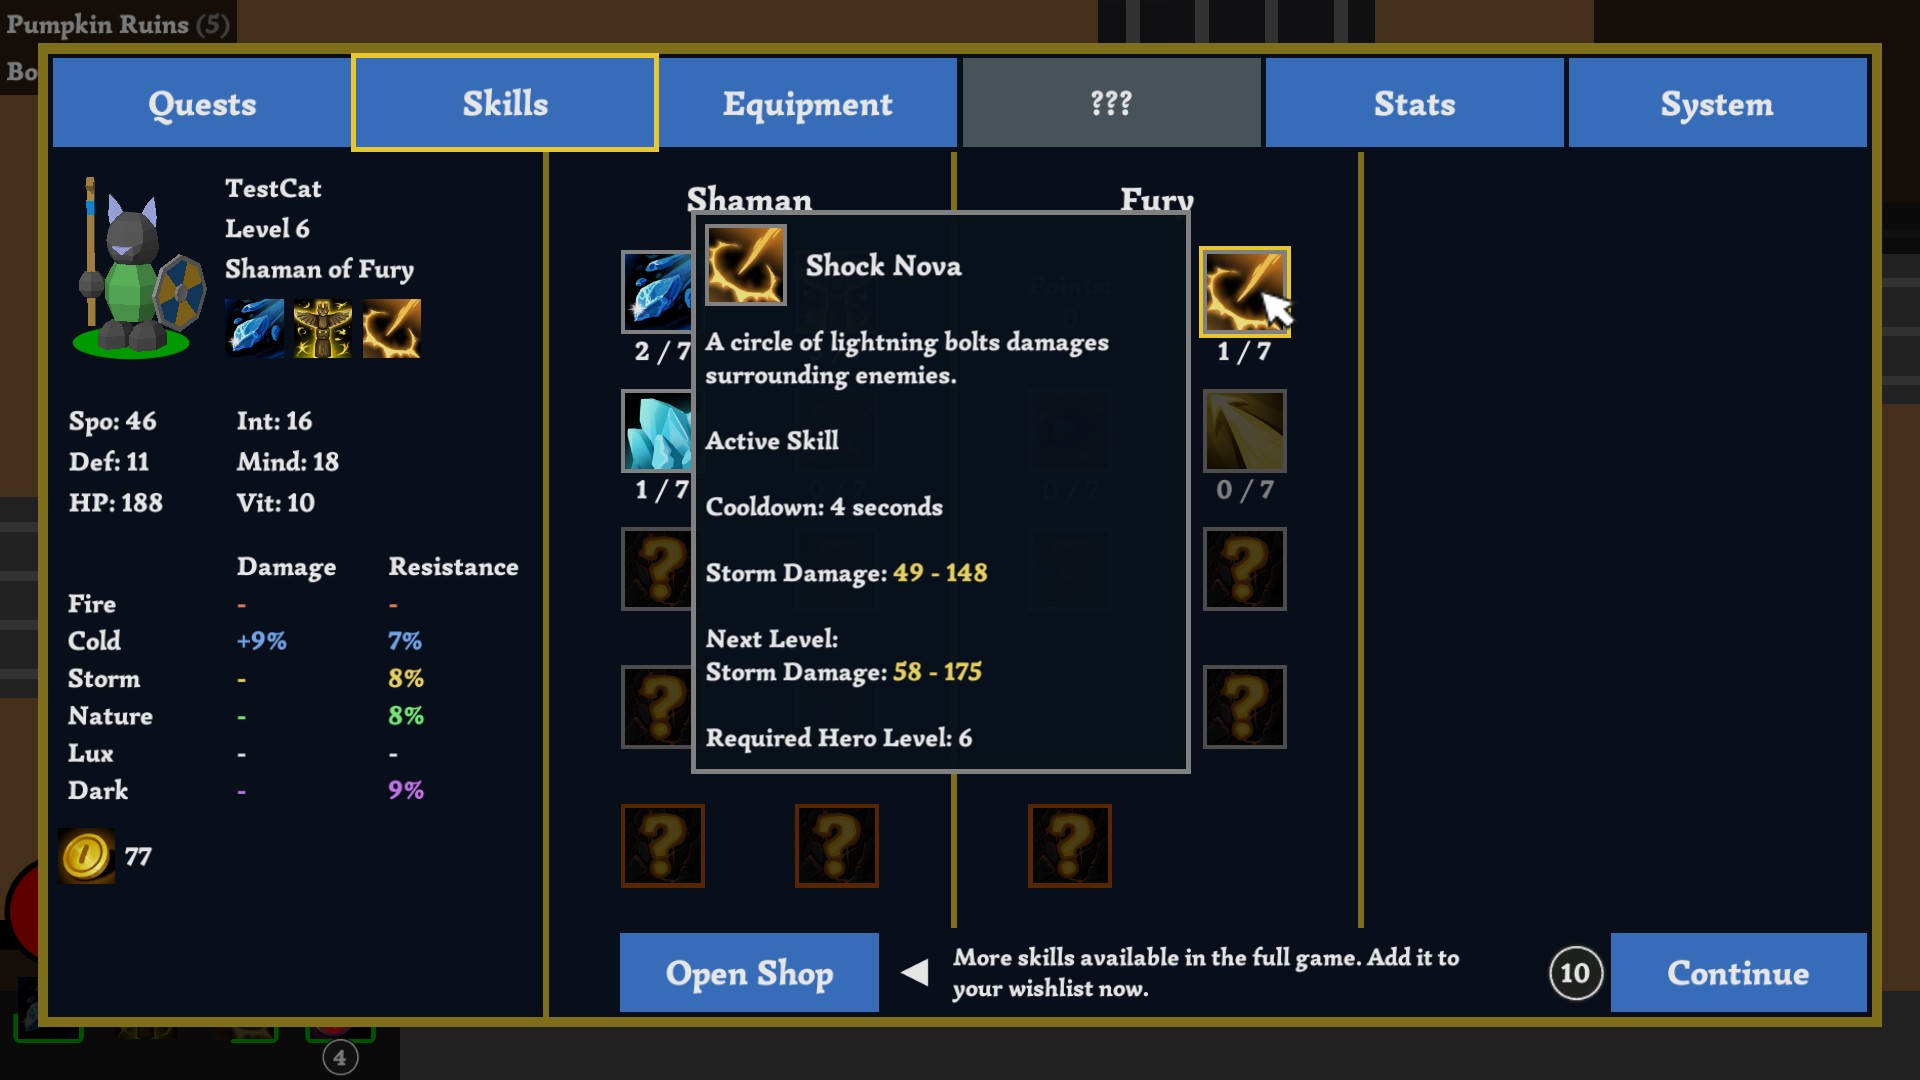 Pumpkin Ruins (5)
Bo
Quests
Skills
Equipment
???
Stats
System
TestCat
Level 6
Shaman of Fury
Spo: 46
Int: 16
Def: 11
Mind: 18
HP: 188
Vit: 10
Damage
Resistance
Fire - -
Cold +9% 7%
Storm - 8%
Nature - 8%
Lux - -
Dark - 9%
77
Shaman
Fury
2 / 7
1 / 7
Shock Nova
A circle of lightning bolts damages
surrounding enemies.
Active Skill
Cooldown: 4 seconds
Storm Damage: 49 - 148
Next Level:
Storm Damage: 58 - 175
Required Hero Level: 6
Points:
0 / 7
1 / 7
0 / 7
Open Shop
More skills available in the full game. Add it to
your wishlist now.
10
Continue
4